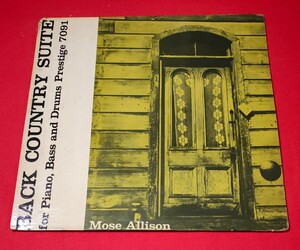 BACK COUNTRY SUITE
for Piano, Bass and Drums Prestige 7091
Mose Allison